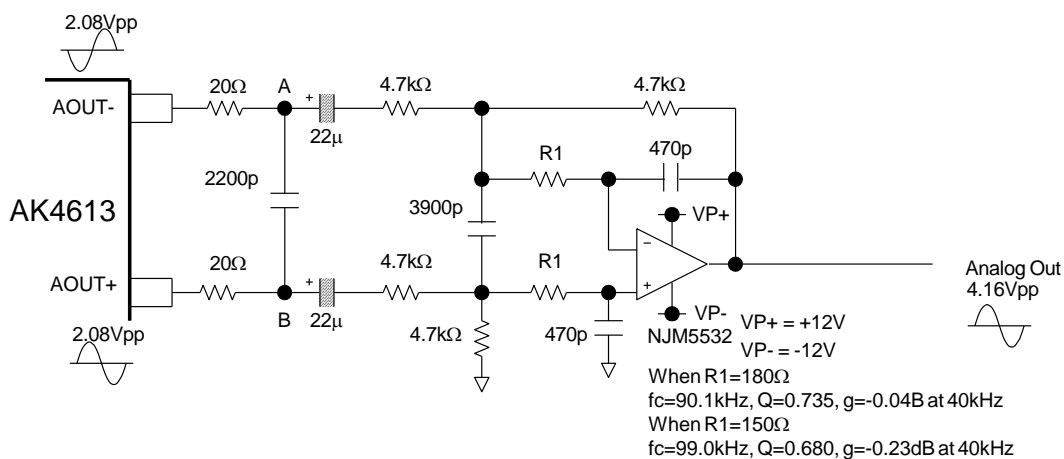 2.08Vpp
AOUT-
20Ω
A
+
22μ
4.7kΩ
4.7kΩ
R1
470p
2200p
AK4613
3900p
VP+
−
+
AOUT+
20Ω
B
+
22μ
4.7kΩ
R1
2.08Vpp
4.7kΩ
470p
VP-
NJM5532
Analog Out
4.16Vpp
VP+ = +12V
VP- = -12V
When R1=180Ω
fc=90.1kHz, Q=0.735, g=-0.04B at 40kHz
When R1=150Ω
fc=99.0kHz, Q=0.680, g=-0.23dB at 40kHz